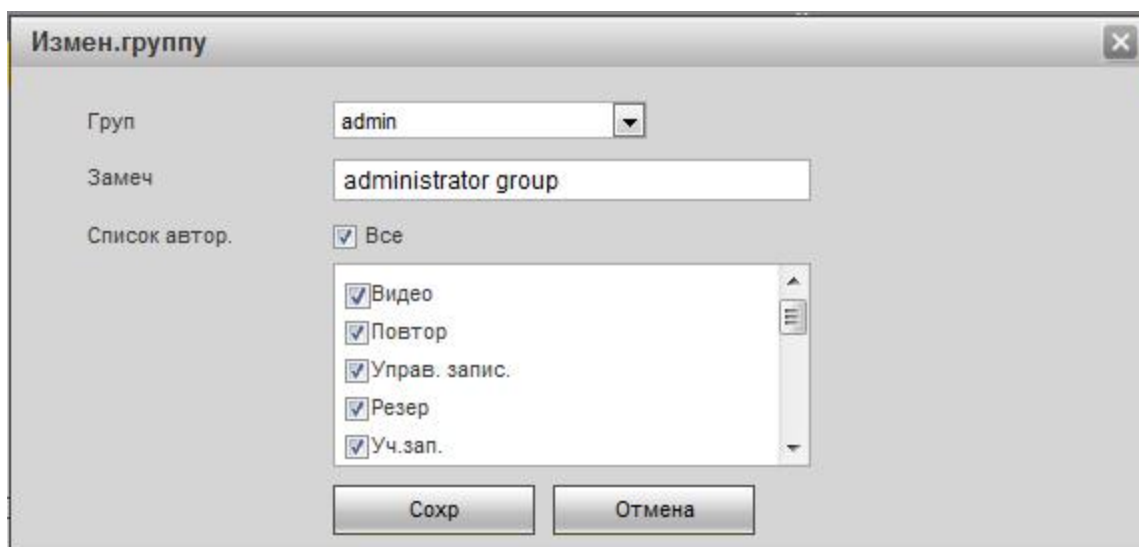 Измен.группу
Груп admin
Замеч administrator group
Список автор. Все
Видео
Повтор
Управ. запис.
Резер
Уч.зап.
Сохр Отмена